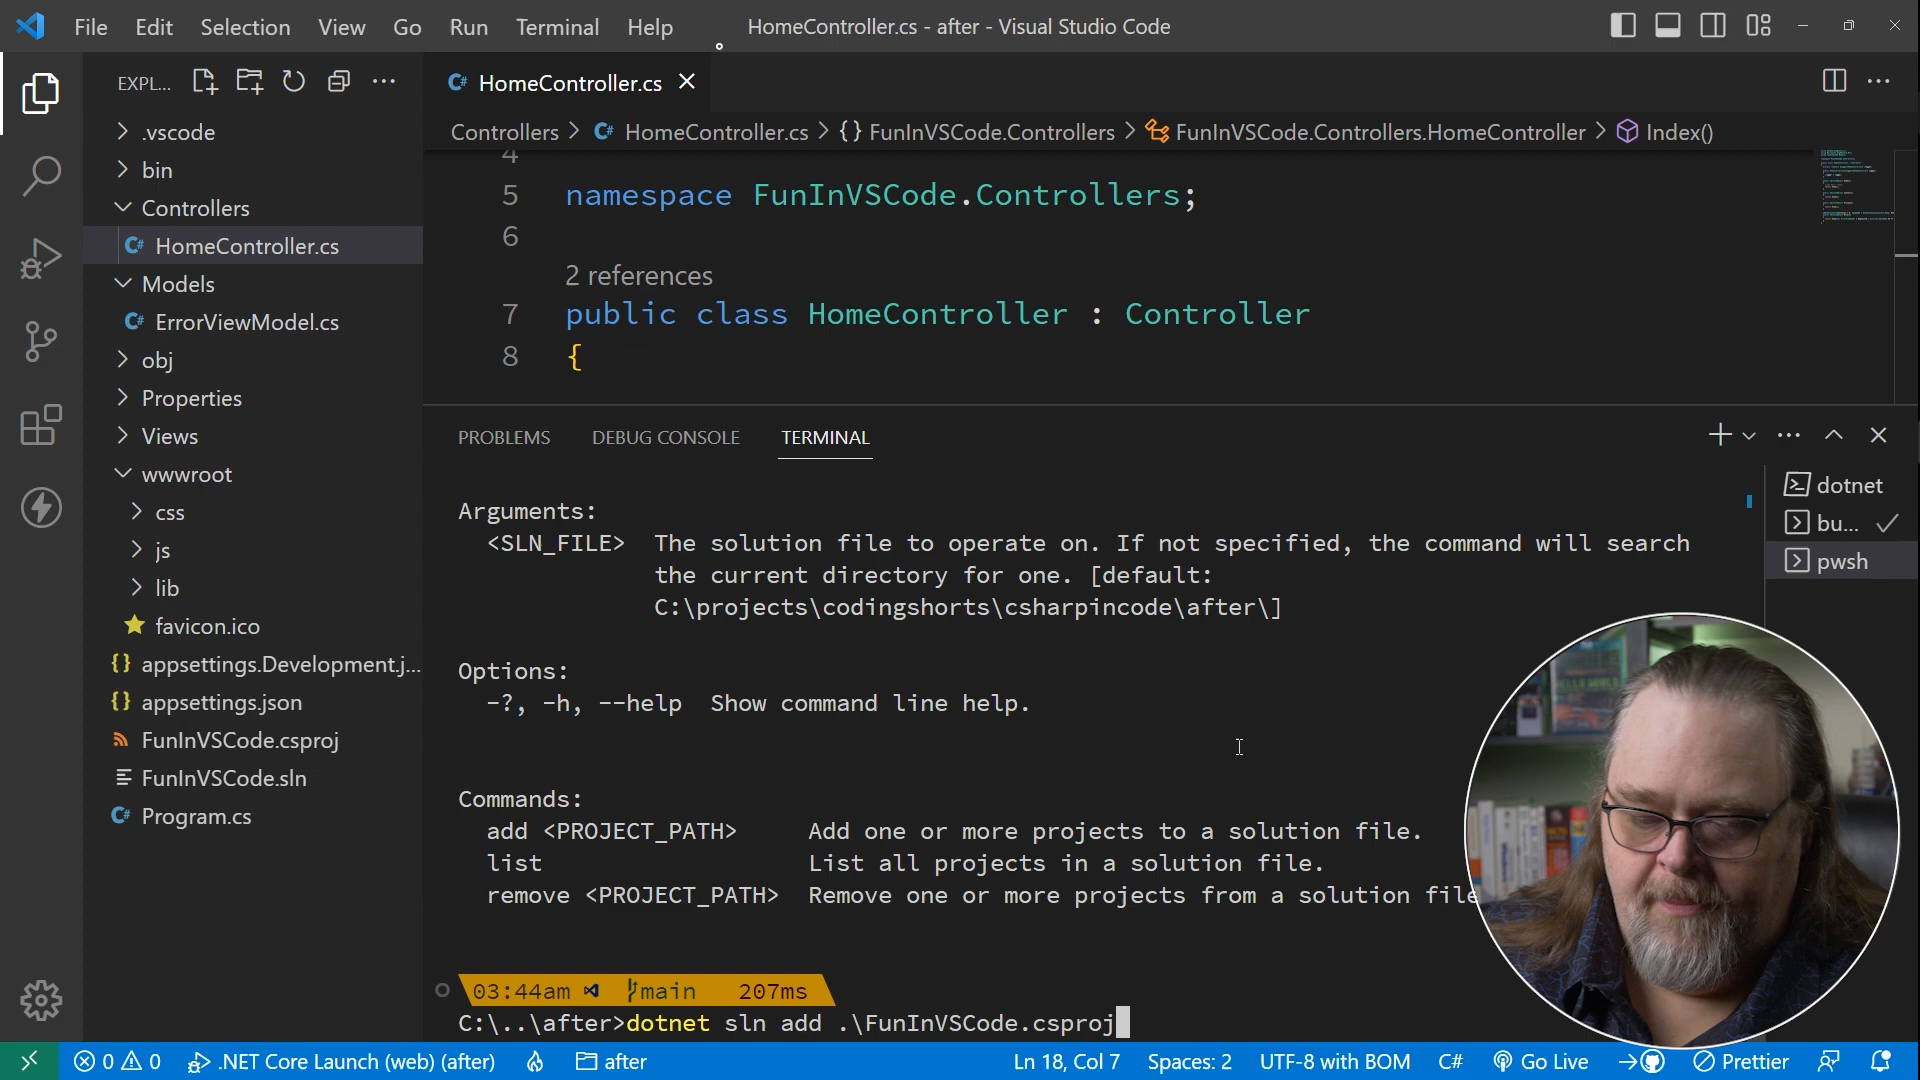 File Edit Selection View Go Run Terminal Help HomeController.cs - after - Visual Studio Code
EXPL...
.vscode
bin
Controllers
HomeController.cs
Models
ErrorViewModel.cs
obj
Properties
Views
wwwroot
css
js
lib
favicon.ico
appsettings.Development.j...
appsettings.json
FunInVSCode.csproj
FunInVSCode.sln
Program.cs
HomeController.cs
Controllers > HomeController.cs > {} FunInVSCode.Controllers > FunInVSCode.Controllers.HomeController > Index()
4
5 namespace FunInVSCode.Controllers;
6
2 references
7 public class HomeController : Controller
8 {
PROBLEMS DEBUG CONSOLE TERMINAL
Arguments:
<SLN_FILE> The solution file to operate on. If not specified, the command will search
the current directory for one. [default:
C:\projects\codingshorts\csharpincode\after\]
Options:
-?, -h, --help Show command line help.
Commands:
add <PROJECT_PATH> Add one or more projects to a solution file.
list List all projects in a solution file.
remove <PROJECT_PATH> Remove one or more projects from a solution file
03:44am main 207ms
C:\..\after>dotnet sln add .\FunInVSCode.csproj
dotnet
bu...
pwsh
0 0 .NET Core Launch (web) (after) after Ln 18, Col 7 Spaces: 2 UTF-8 with BOM C# Go Live Prettier